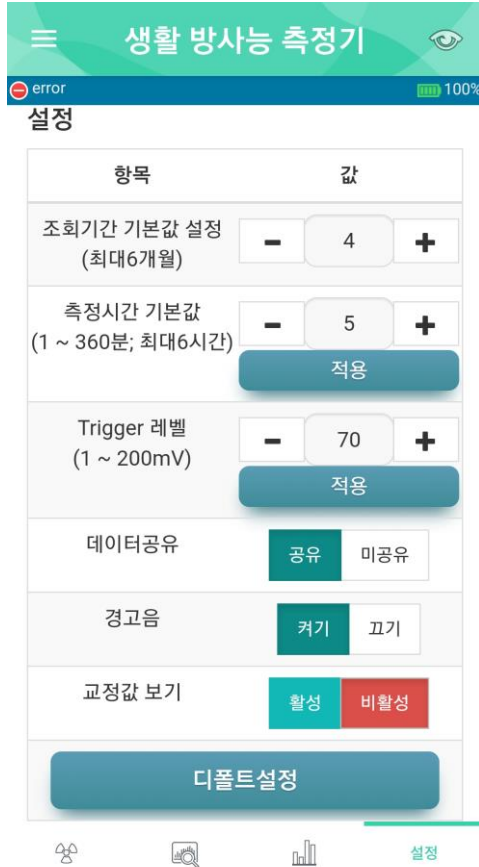 생활 방사능 측정기
error
100%
설정
항목 값
조회기간 기본값 설정
(최대6개월)
4
측정시간 기본값
(1 ~ 360분; 최대6시간)
5
적용
Trigger 레벨
(1 ~ 200mV)
70
적용
데이터공유
공유 미공유
경고음
켜기 끄기
교정값 보기
활성 비활성
디폴트설정
설정